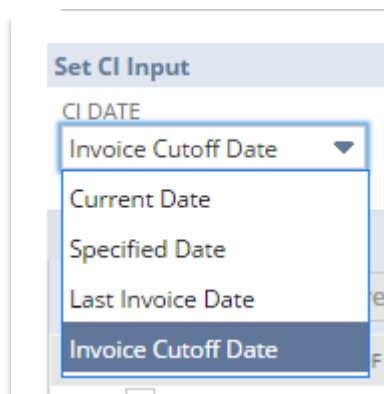 Set CI Input
CI DATE
Invoice Cutoff Date
Current Date
Specified Date
Last Invoice Date
Invoice Cutoff Date